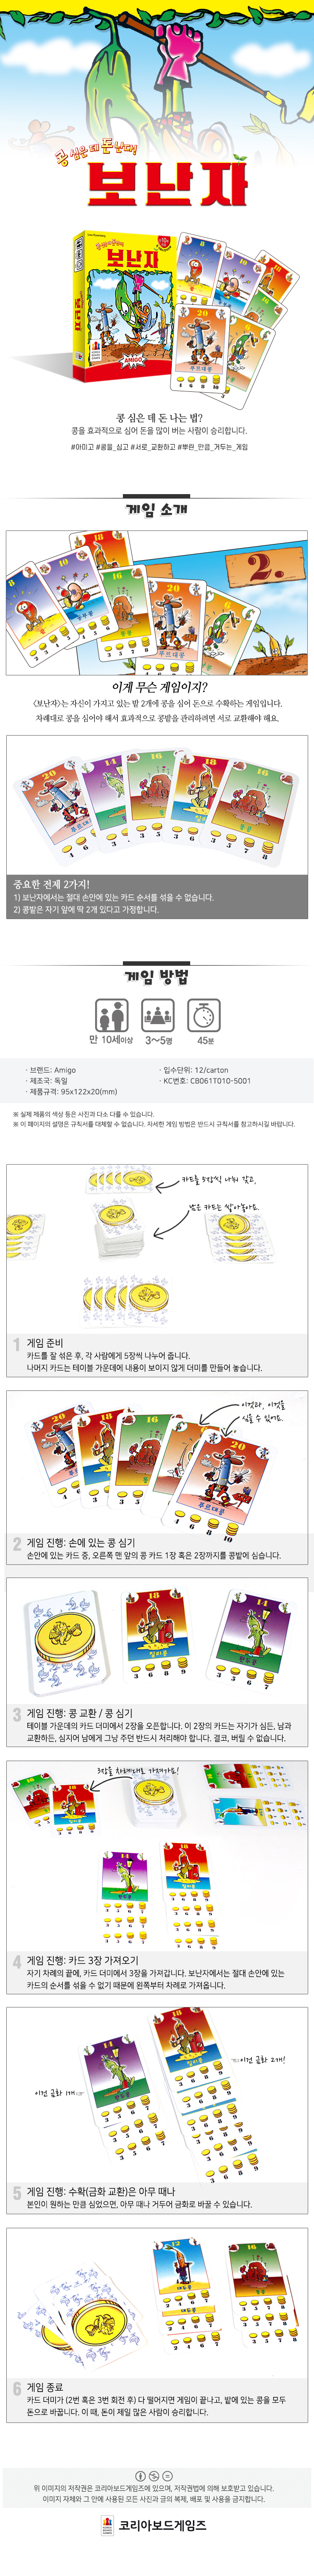 콩 심은 데 돈 난다!
보난자
보난자
AMIGO
콩 심은 데 돈 나는 법?
콩을 효과적으로 심어 돈을 많이 버는 사람이 승리합니다.
#아미고 #콩을_심고 #서로_교환하고 #뿌린_만큼_거두는_게임
게임 소개
2.
이게 무슨 게임이지?
<보난자>는 자신이 가지고 있는 밭 2개에 콩을 심어 돈으로 수확하는 게임입니다.
차례대로 콩을 심어야 해서 효과적으로 콩밭을 관리하려면 서로 교환해야 해요.
중요한 전제 2가지!
1) 보난자에서는 절대 손안에 있는 카드 순서를 섞을 수 없습니다.
2) 콩밭은 자기 앞에 딱 2개 있다고 가정합니다.
게임 방법
만 10세이상
3~5명
45분
· 브랜드: Amigo
· 제조국: 독일
· 제품규격: 95x122x20(mm)
· 입수단위: 12/carton
· KC번호: CB061T010-5001
※ 실제 제품의 색상 등은 사진과 다소 다를 수 있습니다.
※ 이 페이지의 설명은 규칙서를 대체할 수 없습니다. 자세한 게임 방법은 반드시 규칙서를 참고하시길 바랍니다.
카드를 5장씩 나눠 갖고,
남은 카드는 쌓아놓아요.
1 게임 준비
카드를 잘 섞은 후, 각 사람에게 5장씩 나누어 줍니다.
나머지 카드는 테이블 가운데에 내용이 보이지 않게 더미를 만들어 놓습니다.
이것과, 이것을
심을 수 있어요.
2 게임 진행: 손에 있는 콩 심기
손안에 있는 카드 중, 오른쪽 맨 앞의 콩 카드 1장 혹은 2장까지를 콩밭에 심습니다.
3 게임 진행: 콩 교환 / 콩 심기
테이블 가운데의 카드 더미에서 2장을 오픈합니다. 이 2장의 카드는 자기가 심든, 남과
교환하든, 심지어 남에게 그냥 주던 반드시 처리해야 합니다. 결코, 버릴 수 없습니다.
3장을 차례대로 가져가요!
4 게임 진행: 카드 3장 가져오기
자기 차례의 끝에, 카드 더미에서 3장을 가져갑니다. 보난자에서는 절대 손안에 있는
카드의 순서를 섞을 수 없기 때문에 왼쪽부터 차례로 가져옵니다.
이건 금화 1개
이건 금화 2개!
5 게임 진행: 수확(금화 교환)은 아무 때나
본인이 원하는 만큼 심었으면, 아무 때나 거두어 금화로 바꿀 수 있습니다.
6 게임 종료
카드 더미가 (2번 혹은 3번 회전 후) 다 떨어지면 게임이 끝나고, 밭에 있는 콩을 모두
돈으로 바꿉니다. 이 때, 돈이 제일 많은 사람이 승리합니다.
위 이미지의 저작권은 코리아보드게임즈에 있으며, 저작권법에 의해 보호받고 있습니다.
이미지 자체와 그 안에 사용된 모든 사진과 글의 복제, 배포 및 사용을 금지합니다.
코리아보드게임즈